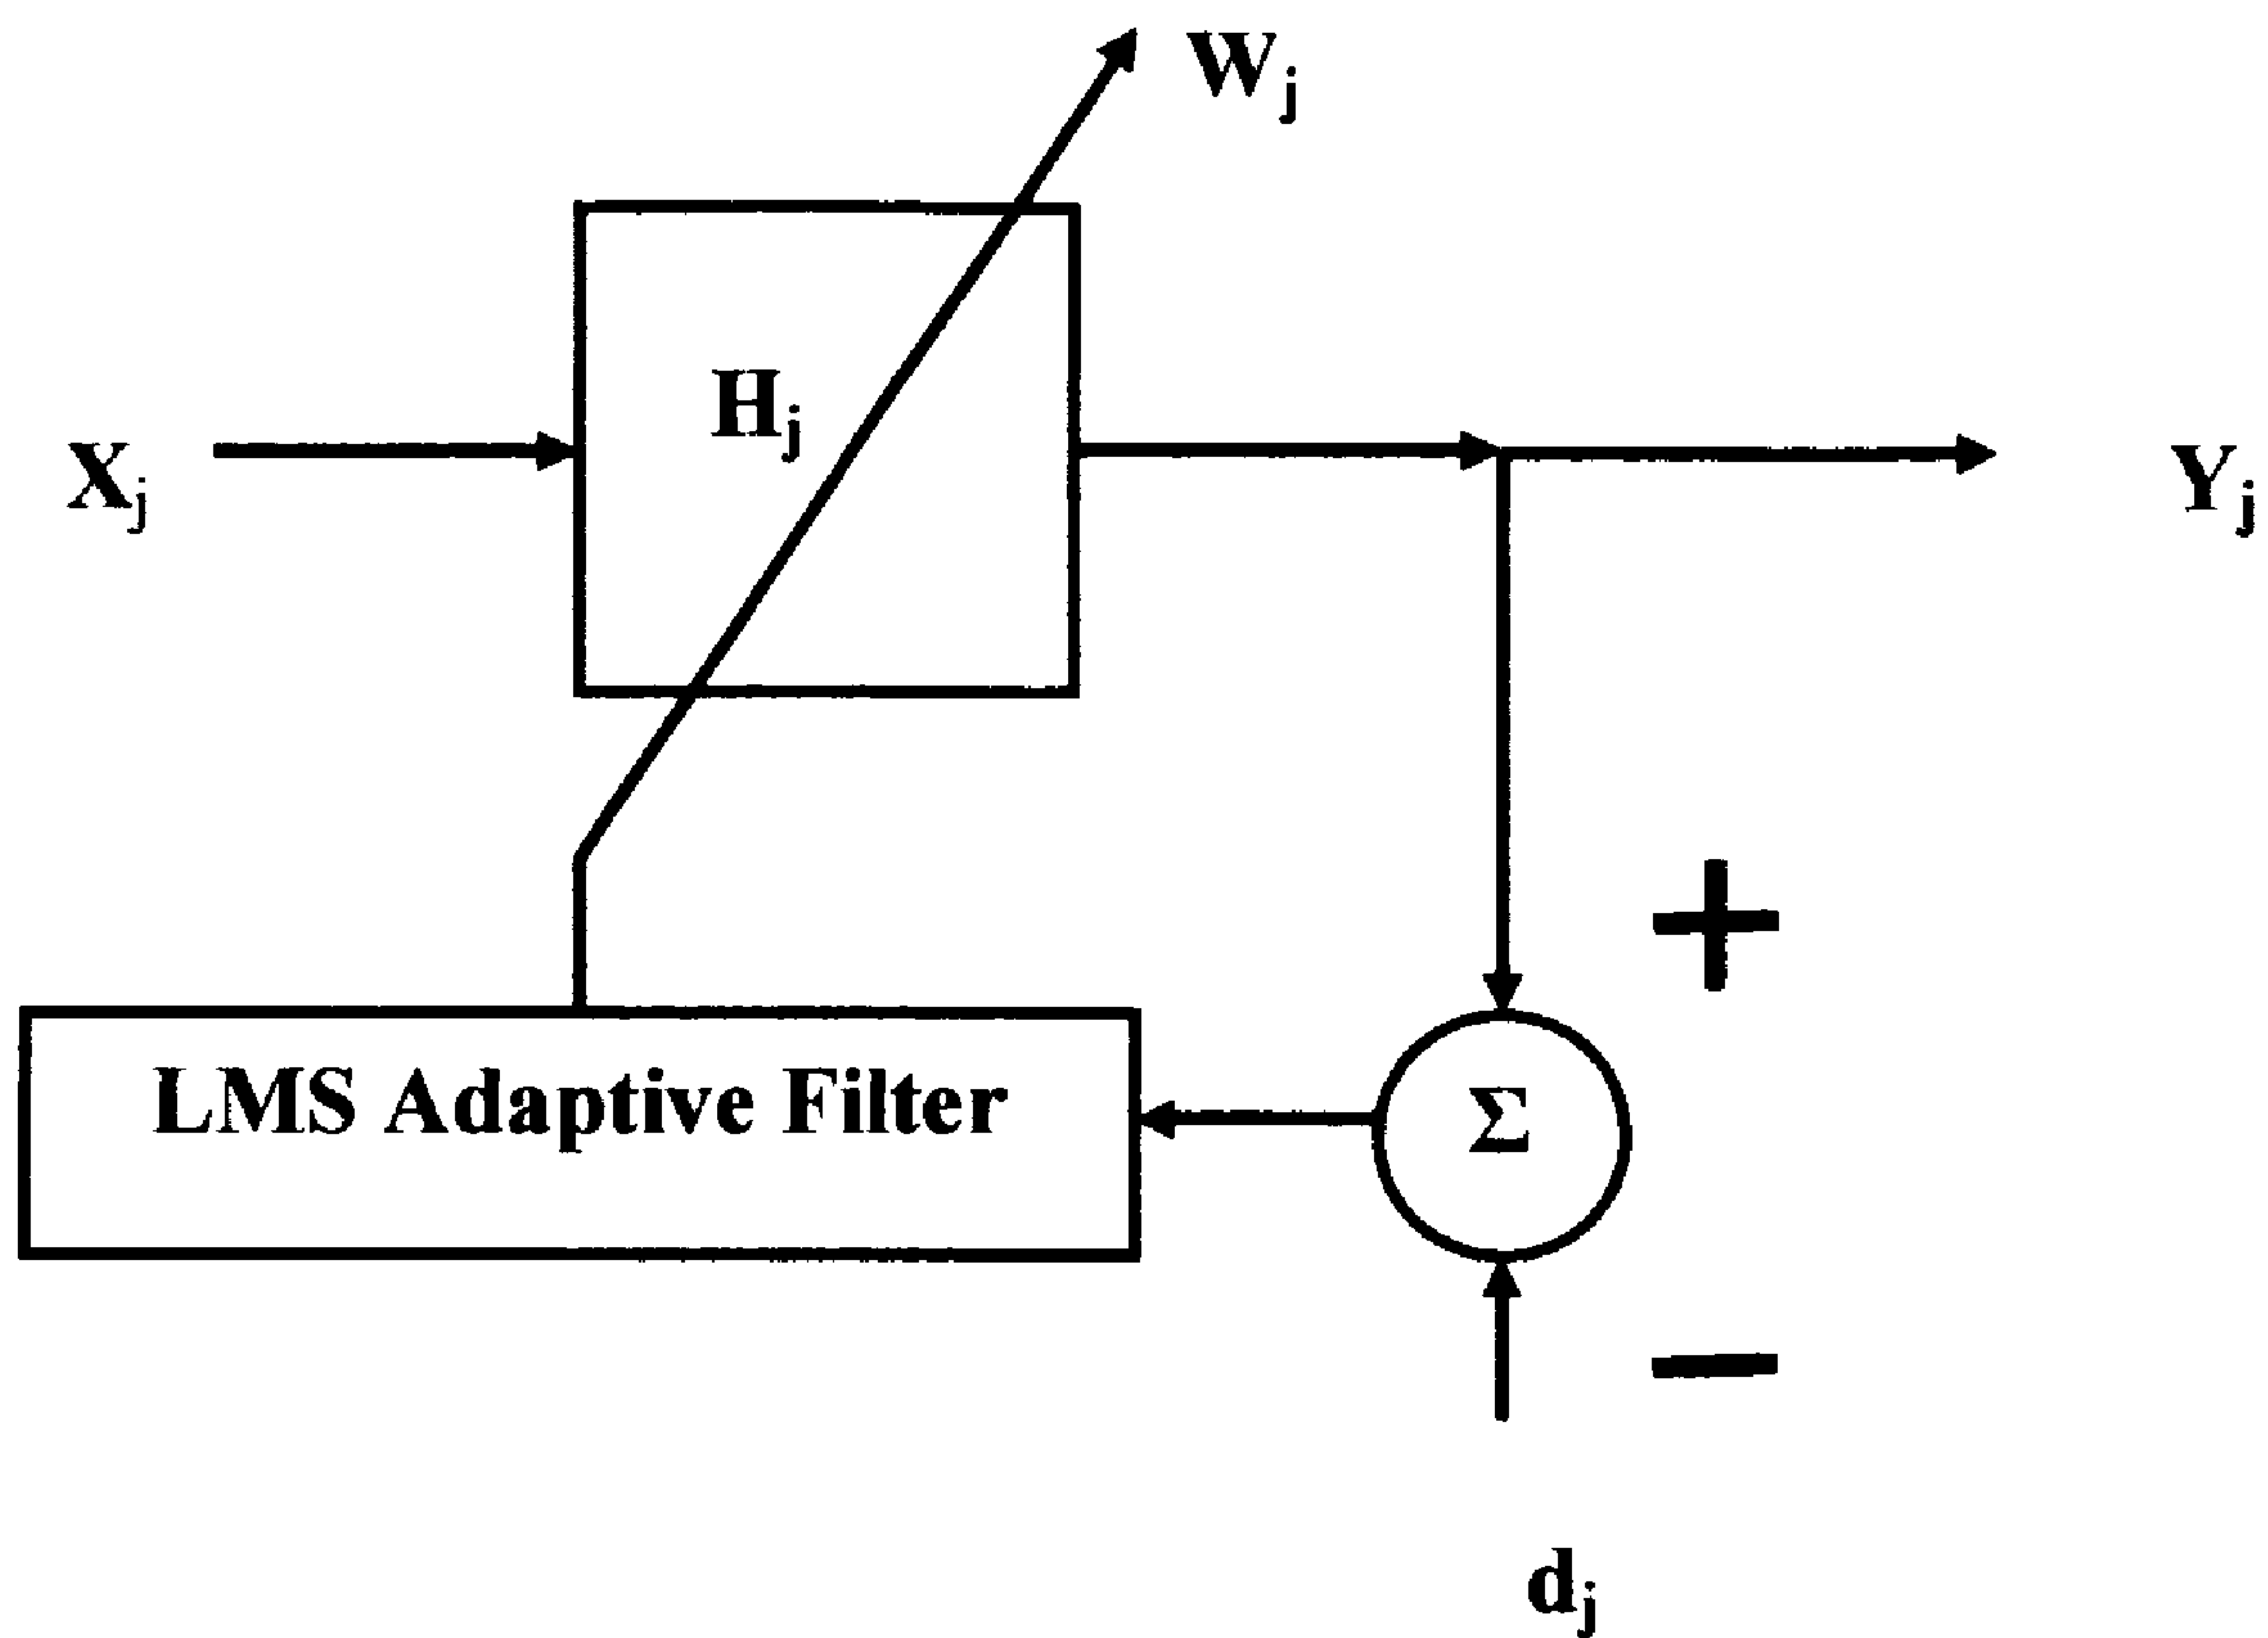 Wj
Hj
Xj
Yj
+
LMS Adaptive Filter
Σ
−
dj